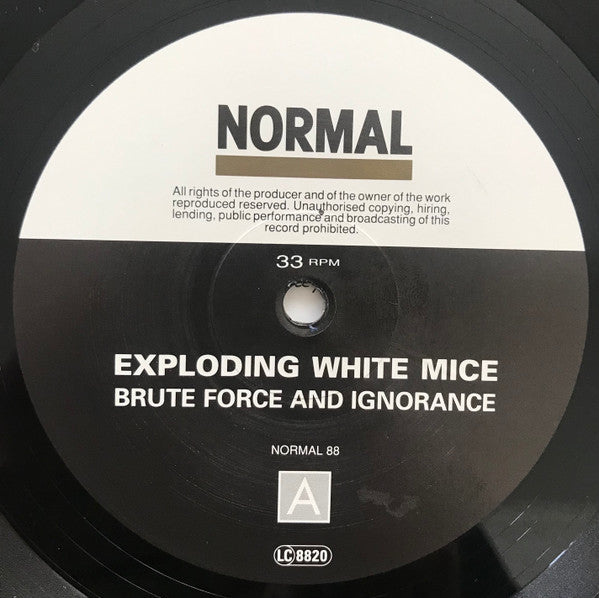 NORMAL
All rights of the producer and of the owner of the work
reproduced reserved. Unauthorised copying, hiring,
lending, public performance and broadcasting of this
record prohibited.
33 RPM
EXPLODING WHITE MICE
BRUTE FORCE AND IGNORANCE
NORMAL 88
A
LC 8820